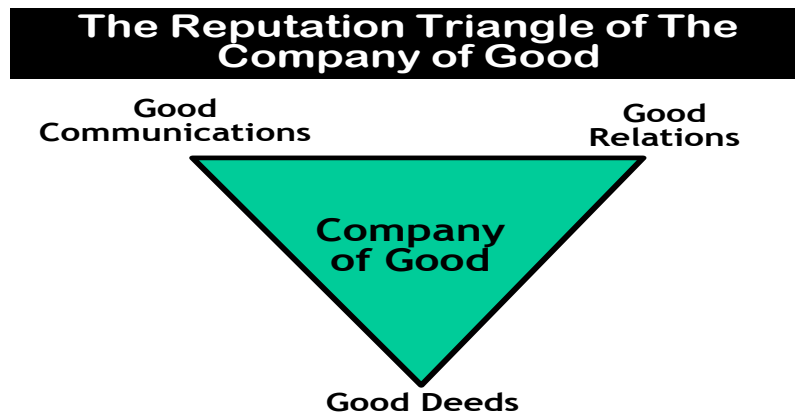 The Reputation Triangle of The
Company of Good
Good
Communications
Good
Relations
Company
of Good
Good Deeds